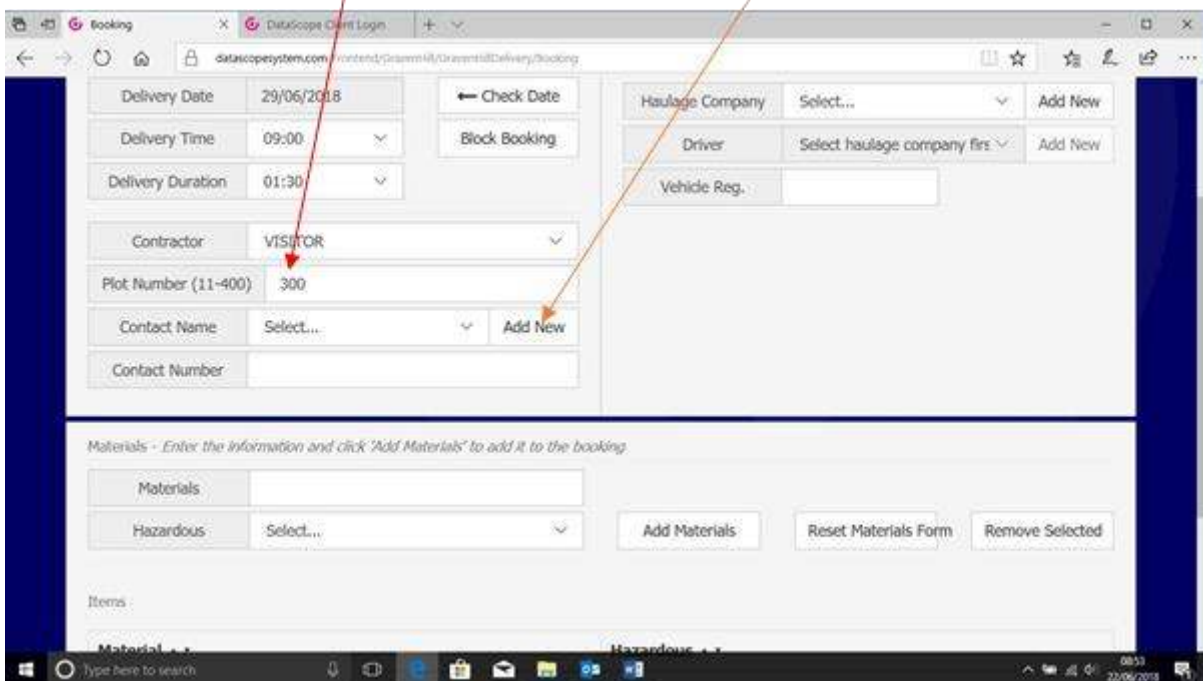 Booking
DataScope Client Login
datascopesystem.com/Frontend/GravenHill/GravenHillDelivery/Booking
Delivery Date 29/06/2018 Check Date
Delivery Time 09:00 Block Booking
Delivery Duration 01:30
Contractor VISITOR
Plot Number (11-400) 300
Contact Name Select... Add New
Contact Number
Haulage Company Select... Add New
Driver Select haulage company firs Add New
Vehicle Reg.
Materials - Enter the information and click 'Add Materials' to add it to the booking
Materials
Hazardous Select... Add Materials Reset Materials Form Remove Selected
Items
Material Hazardous
Type here to search
08:53
22/06/2018